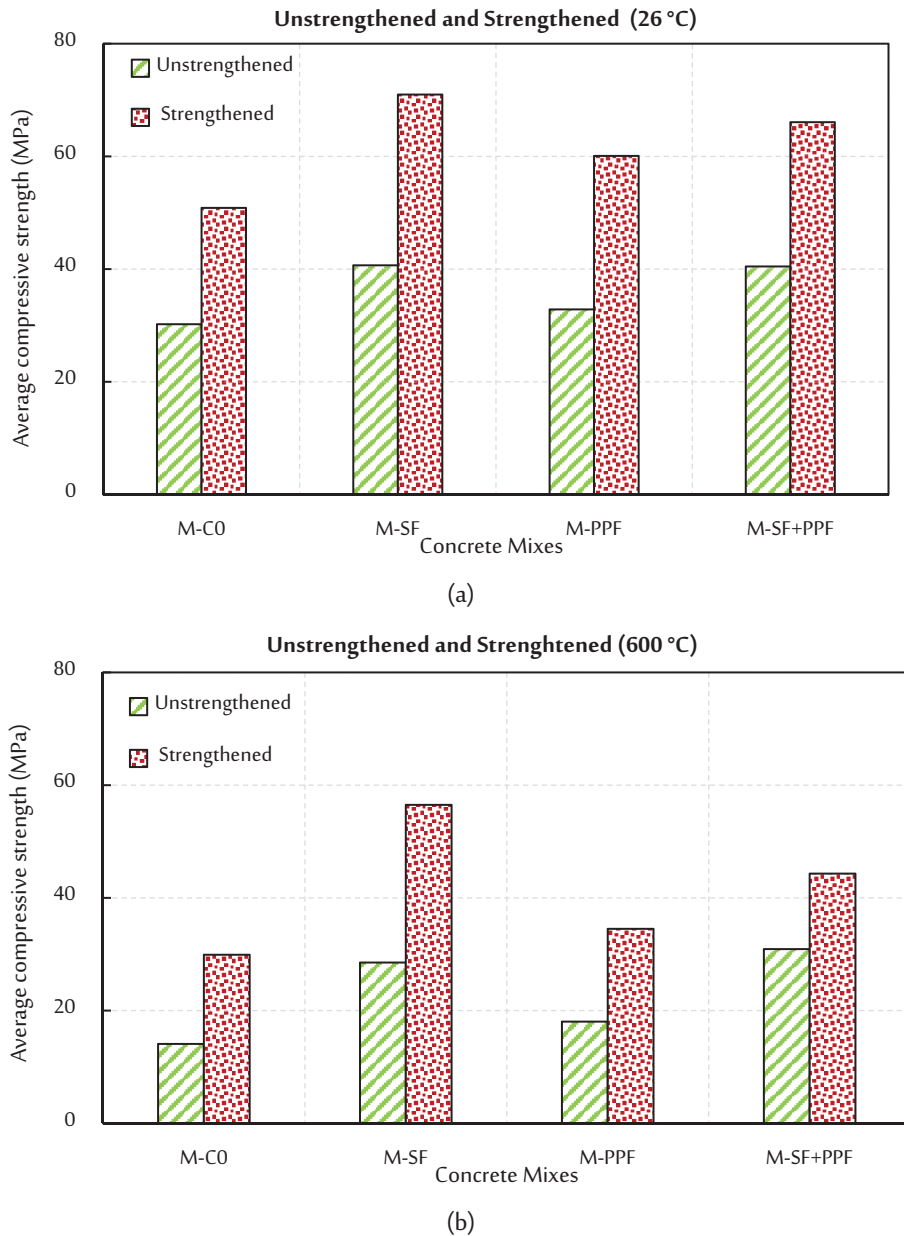 Unstrengthened and Strengthened (26 °C)
Average compressive strength (MPa)
80
60
40
20
0
Unstrengthened
Strengthened
M-C0
M-SF
M-PPF
M-SF+PPF
Concrete Mixes
(a)
Unstrengthened and Strenghtened (600 °C)
Average compressive strength (MPa)
80
60
40
20
0
Unstrengthened
Strengthened
M-C0
M-SF
M-PPF
M-SF+PPF
Concrete Mixes
(b)